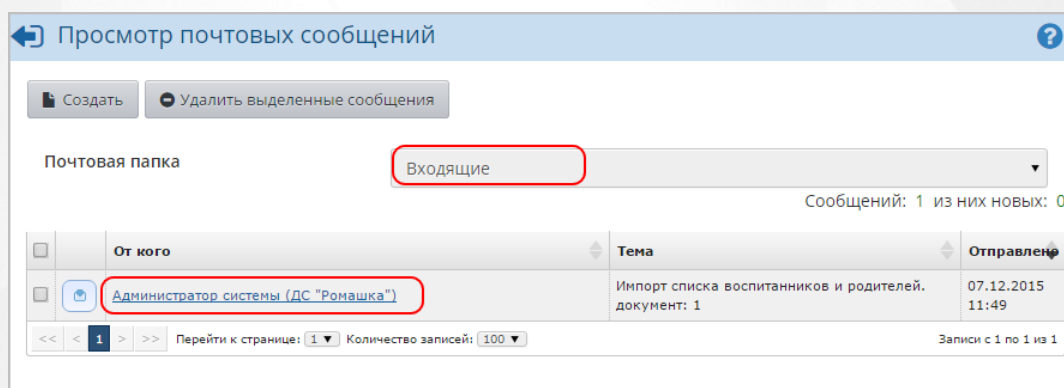 Просмотр почтовых сообщений
Создать Удалить выделенные сообщения
Почтовая папка Входящие
Сообщений: 1 из них новых: 0
От кого Тема Отправлено
Администратор системы (ДС "Ромашка") Импорт списка воспитанников и родителей. 07.12.2015
документ: 1 11:49
<< < 1 > >> Перейти к странице: 1 Количество записей: 100 Записи с 1 по 1 из 1